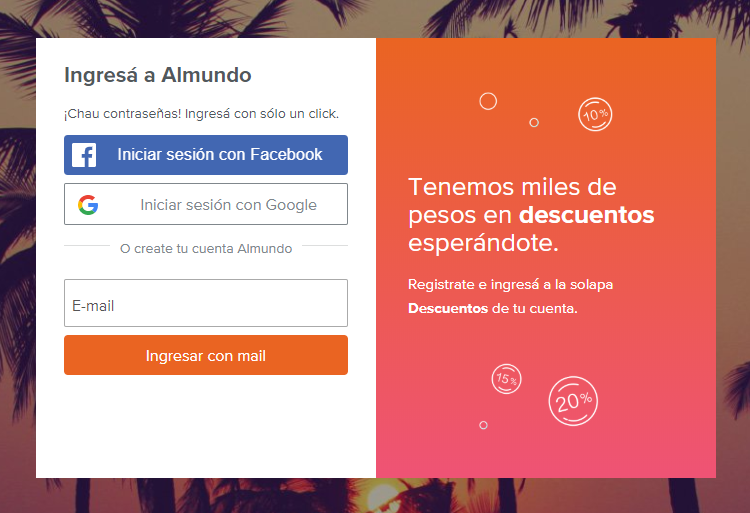 Ingresá a Almundo
¡Chau contraseñas! Ingresá con sólo un click.
Iniciar sesión con Facebook
Iniciar sesión con Google
O create tu cuenta Almundo
E-mail
Ingresar con mail
10%
Tenemos miles de
pesos en descuentos
esperándote.
Registrate e ingresá a la solapa
Descuentos de tu cuenta.
15%
20%